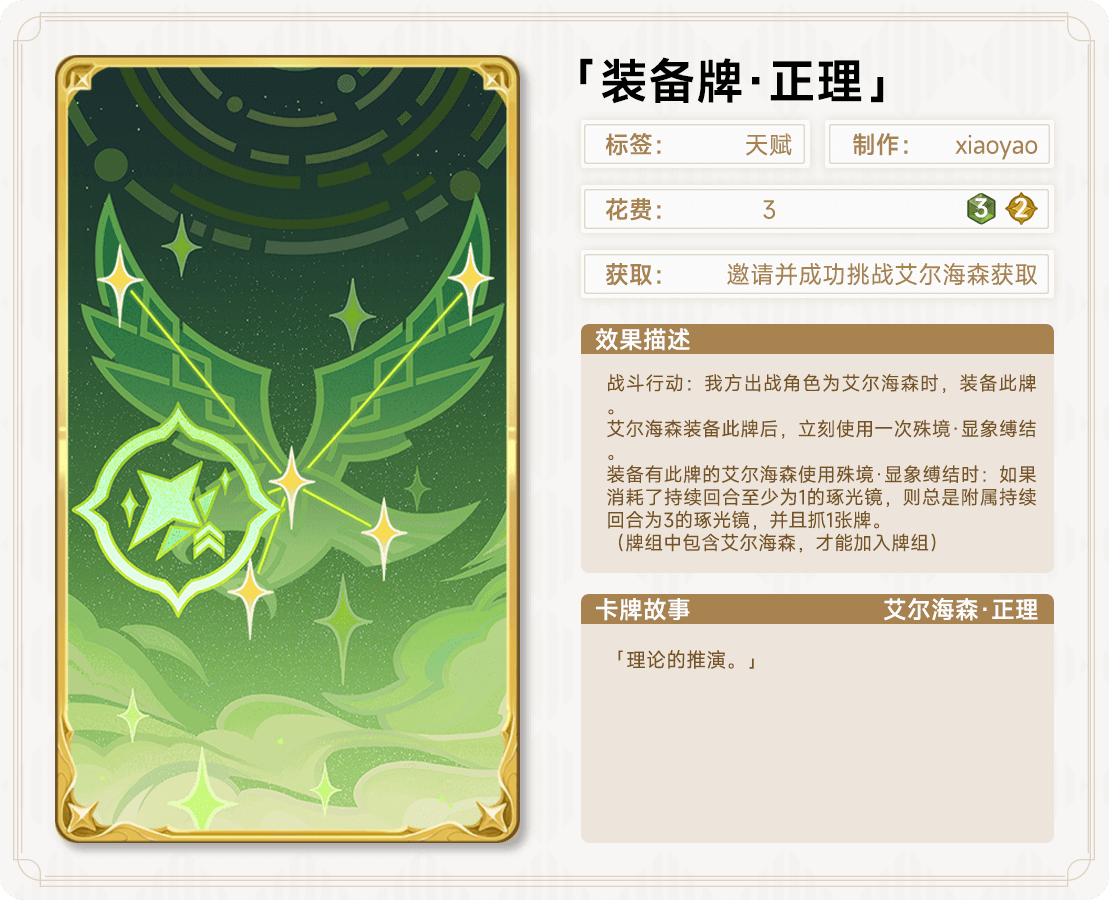 「装备牌·正理」
标签： 天赋 制作： xiaoyao
花费： 3 3 2
获取： 邀请并成功挑战艾尔海森获取
效果描述
战斗行动：我方出战角色为艾尔海森时，装备此牌
。
艾尔海森装备此牌后，立刻使用一次殊境·显象缚结
。
装备有此牌的艾尔海森使用殊境·显象缚结时：如果
消耗了持续回合至少为1的琢光镜，则总是附属持续
回合为3的琢光镜，并且抓1张牌。
（牌组中包含艾尔海森，才能加入牌组）
卡牌故事 艾尔海森·正理
「理论的推演。」